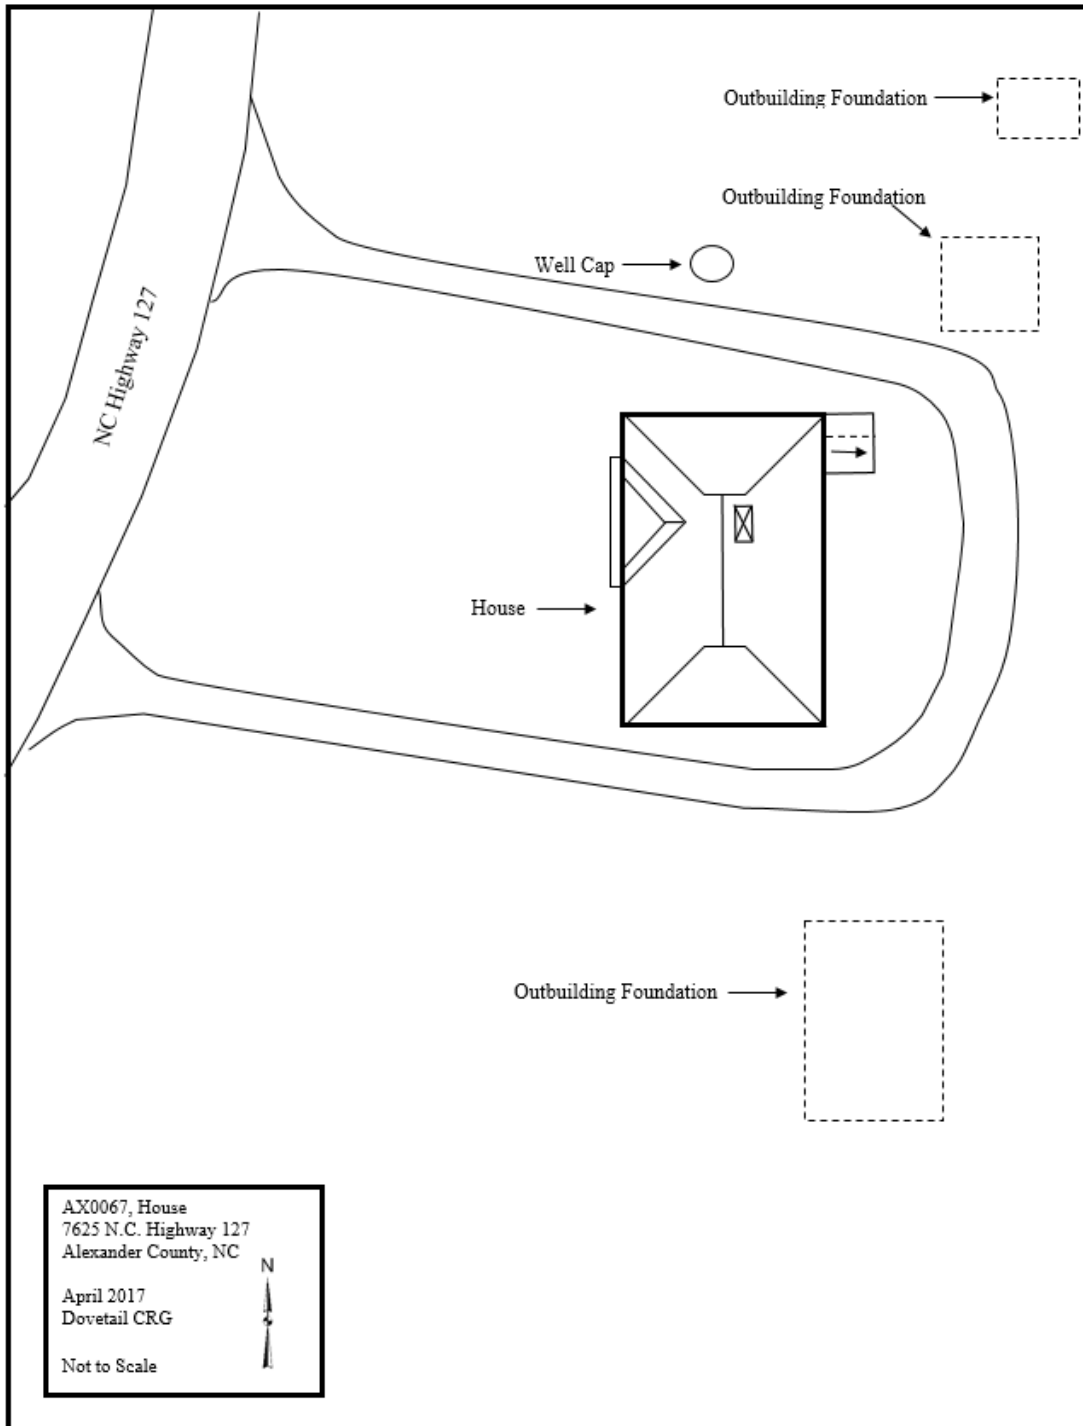 Outbuilding Foundation
Outbuilding Foundation
Well Cap
NC Highway 127
House
Outbuilding Foundation
AX0067, House
7625 N.C. Highway 127
Alexander County, NC
N
April 2017
Dovetail CRG
Not to Scale